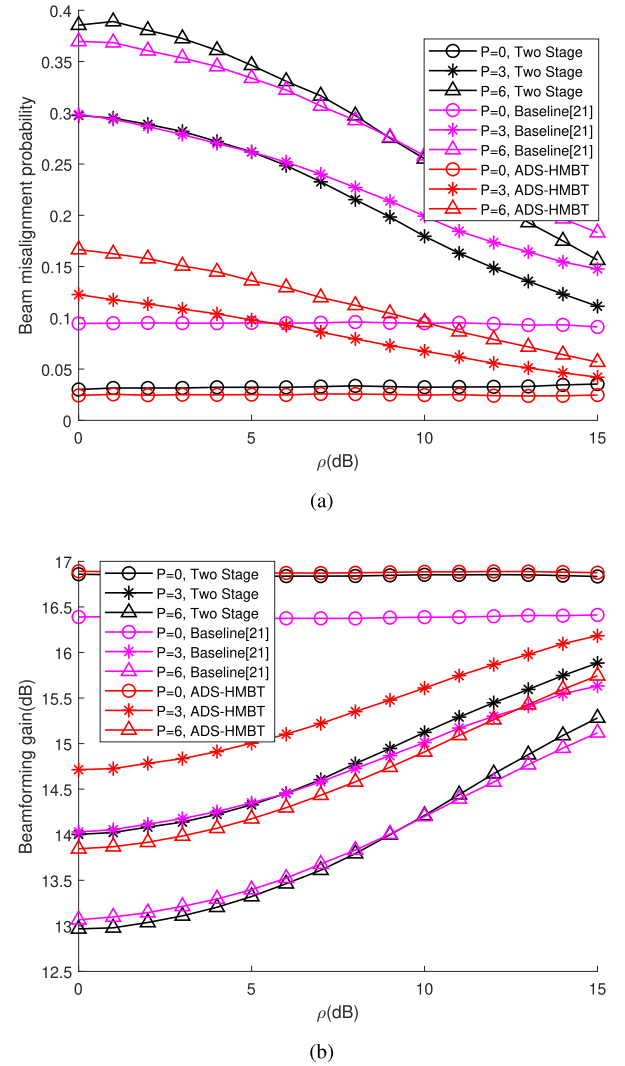 0.4
0.35
0.3
0.25
0.2
0.15
0.1
0.05
0
Beam misalignment probability
P=0, Two Stage
P=3, Two Stage
P=6, Two Stage
P=0, Baseline[21]
P=3, Baseline[21]
P=6, Baseline[21]
P=0, ADS-HMBT
P=3, ADS-HMBT
P=6, ADS-HMBT
0 5 10 15
ρ(dB)
(a)
17
16.5
16
15.5
15
14.5
14
13.5
13
12.5
Beamforming gain(dB)
P=0, Two Stage
P=3, Two Stage
P=6, Two Stage
P=0, Baseline[21]
P=3, Baseline[21]
P=6, Baseline[21]
P=0, ADS-HMBT
P=3, ADS-HMBT
P=6, ADS-HMBT
0 5 10 15
ρ(dB)
(b)